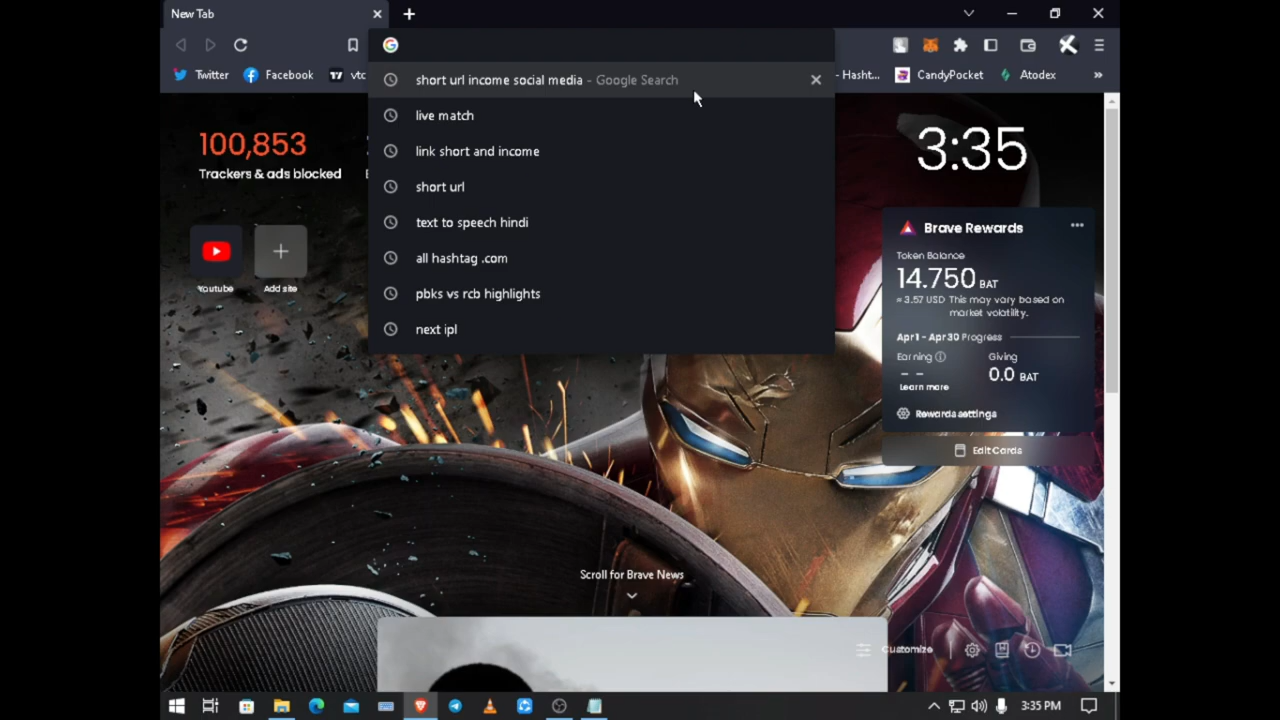 New Tab
short url income social media - Google Search
Twitter
Facebook
vtc
- Hasht...
CandyPocket
Atodex
live match
link short and income
short url
text to speech hindi
all hashtag .com
pbks vs rcb highlights
next ipl
100,853
Trackers & ads blocked
Youtube
Add site
3:35
Brave Rewards
Token Balance
14.750 BAT
≈ 3.57 USD This may vary based on
market volatility.
Apr 1 - Apr 30 Progress
Earning
Giving
- -
0.0 BAT
Learn more
Rewards settings
Edit Cards
Scroll for Brave News
Customize
3:35 PM